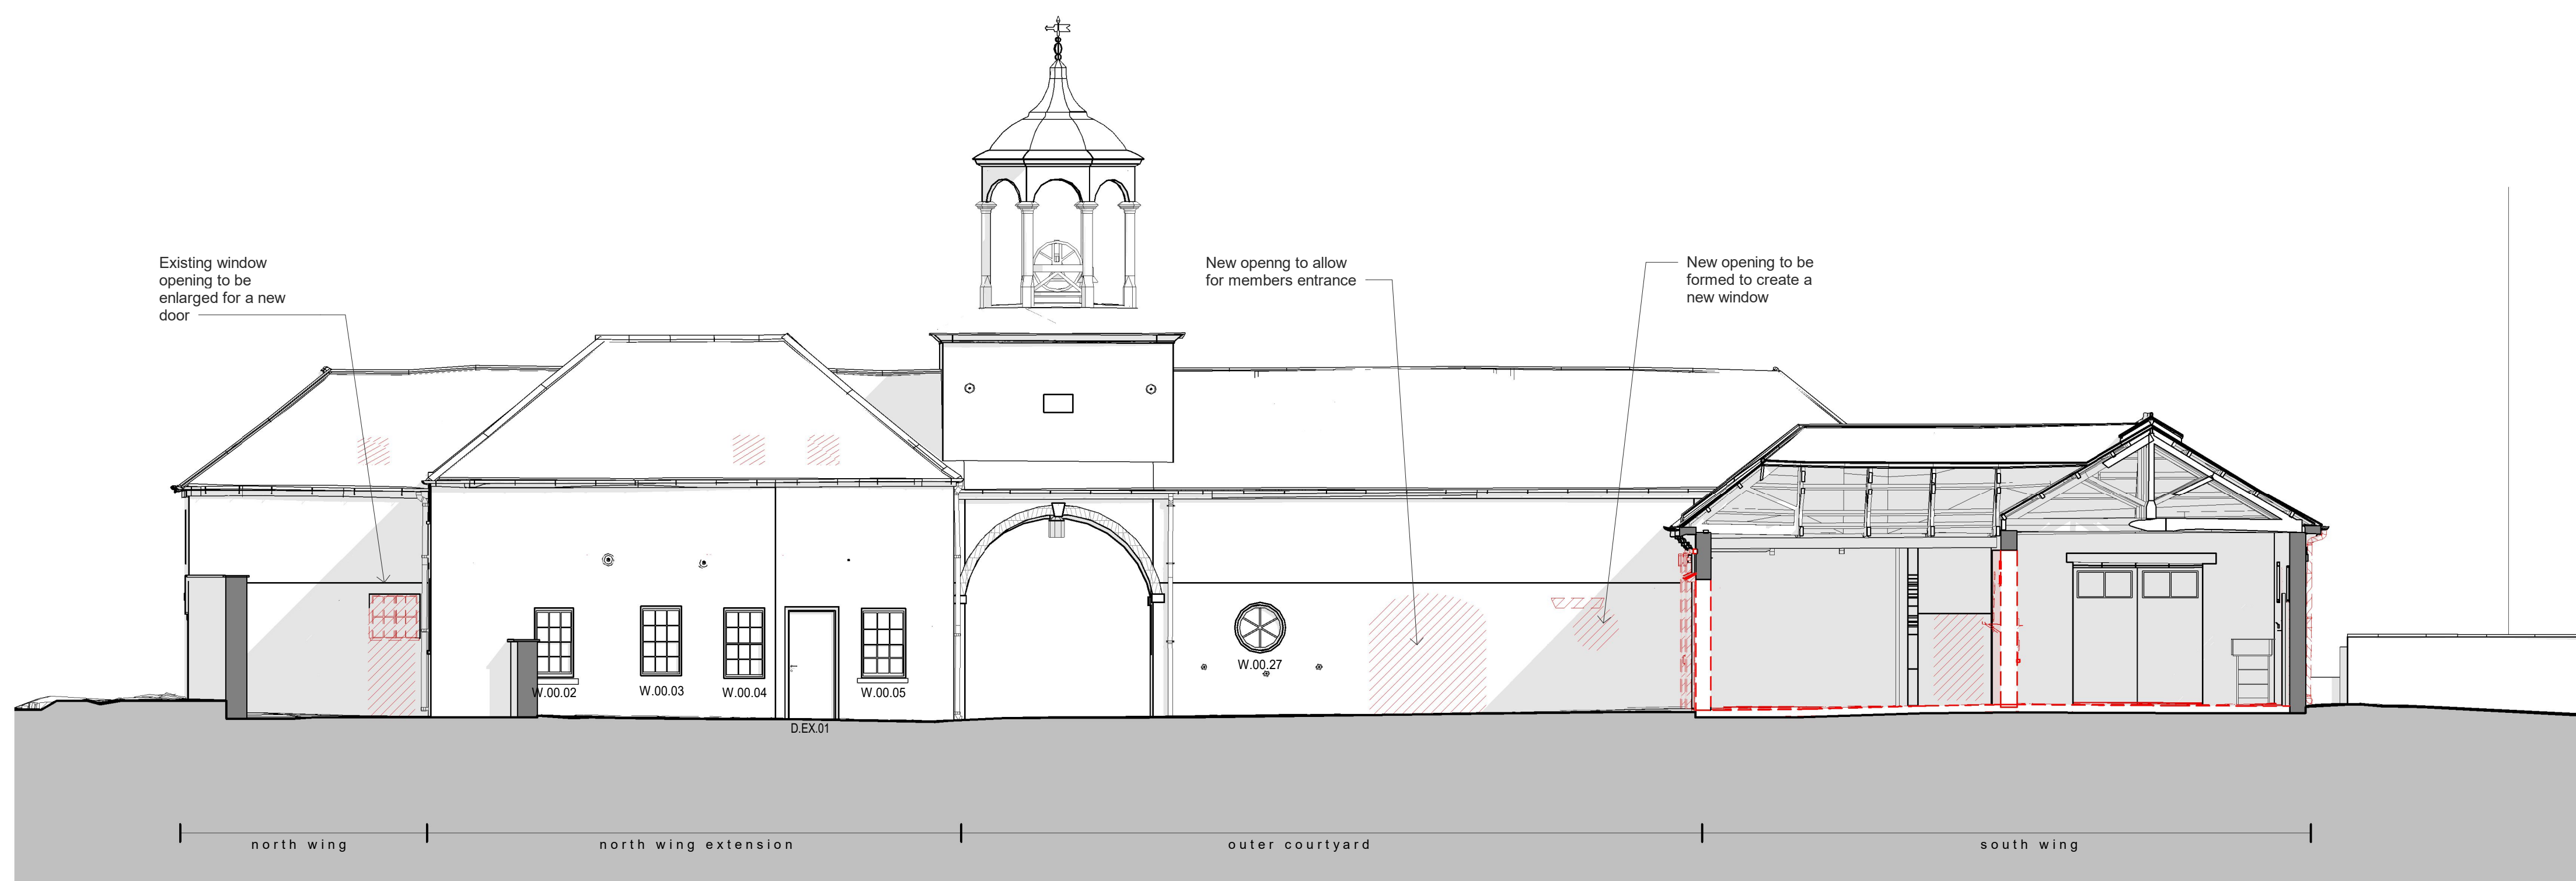 Existing window
opening to be
enlarged for a new
door
New openng to allow
for members entrance
New opening to be
formed to create a
new window
W.00.02
W.00.03
W.00.04
W.00.05
W.00.27
D.EX.01
north wing
north wing extension
outer courtyard
south wing